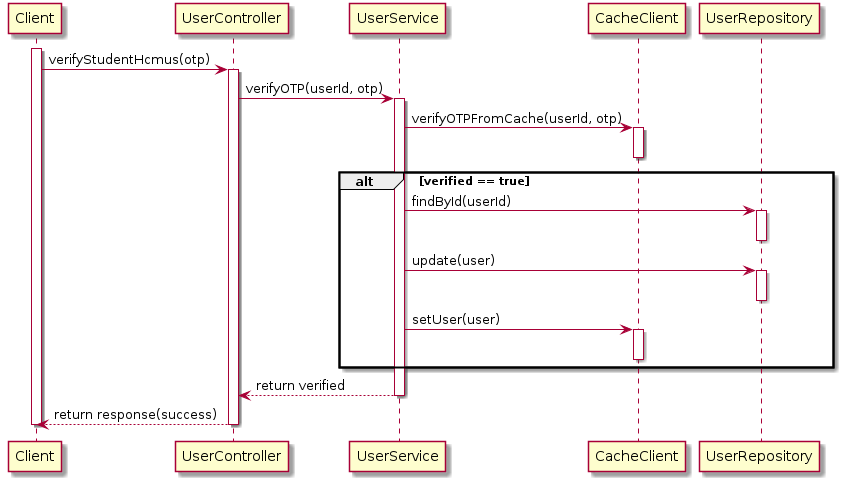 Client UserController UserService CacheClient UserRepository
verifyStudentHcmus(otp)
verifyOTP(userId, otp)
verifyOTPFromCache(userId, otp)
alt [verified == true]
findById(userId)
update(user)
setUser(user)
return verified
return response(success)
Client UserController UserService CacheClient UserRepository